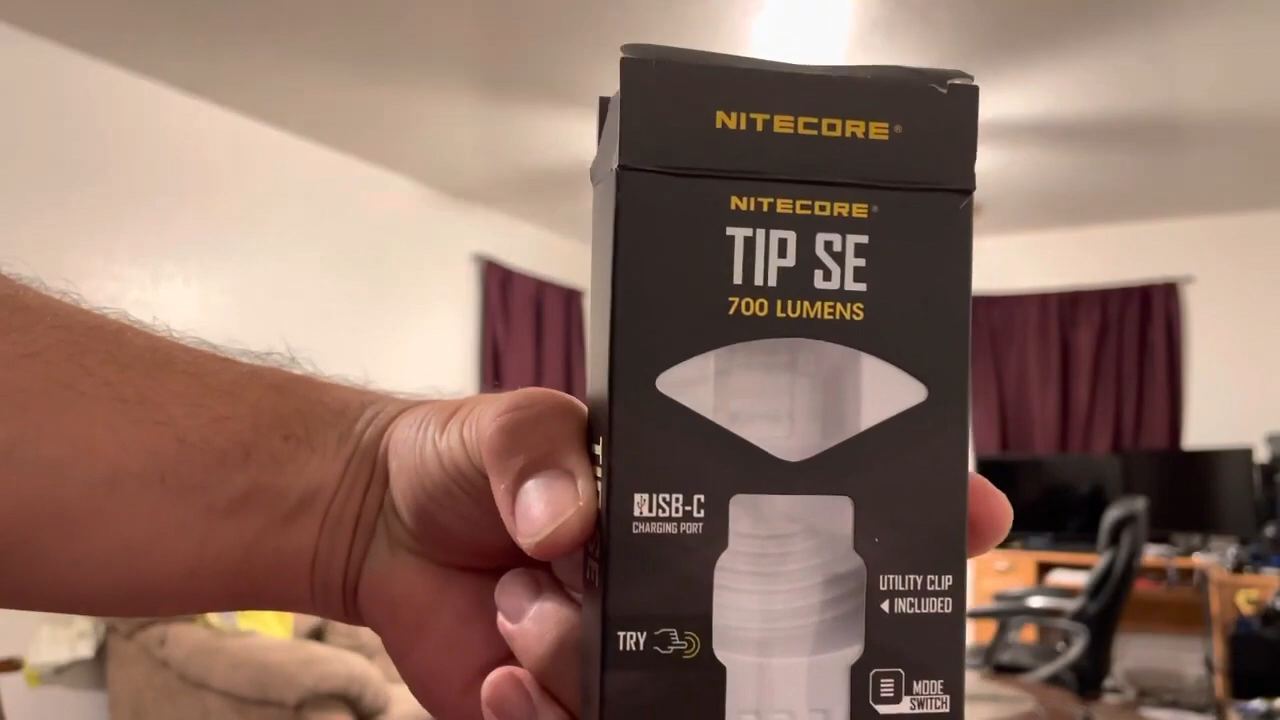 NITECORE®
NITECORE®
TIP SE
700 LUMENS
USB-C
CHARGING PORT
UTILITY CLIP
INCLUDED
TRY
MODE
SWITCH